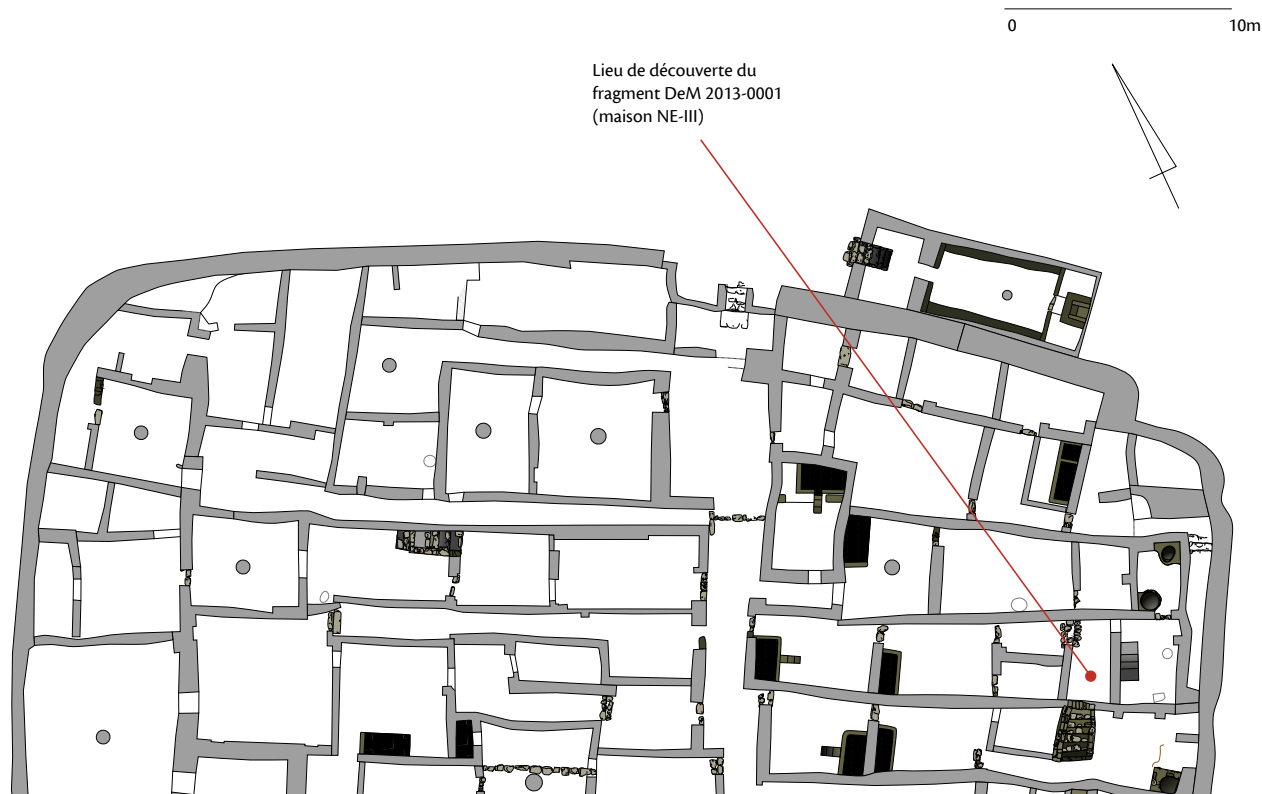 0 10m
Lieu de découverte du
fragment DeM 2013-0001
(maison NE-III)